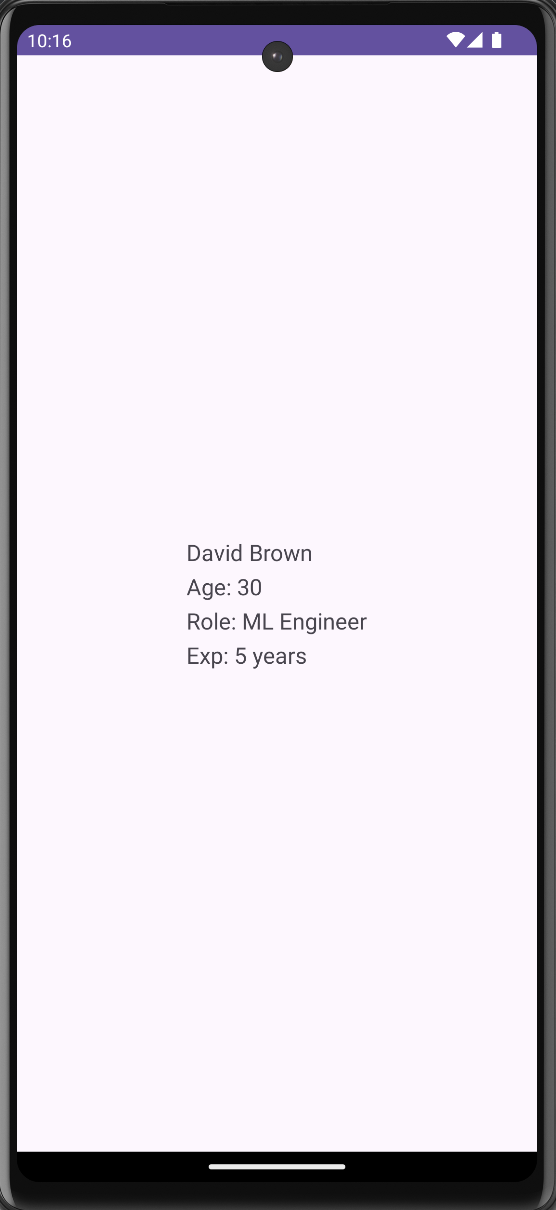 10:16
David Brown
Age: 30
Role: ML Engineer
Exp: 5 years